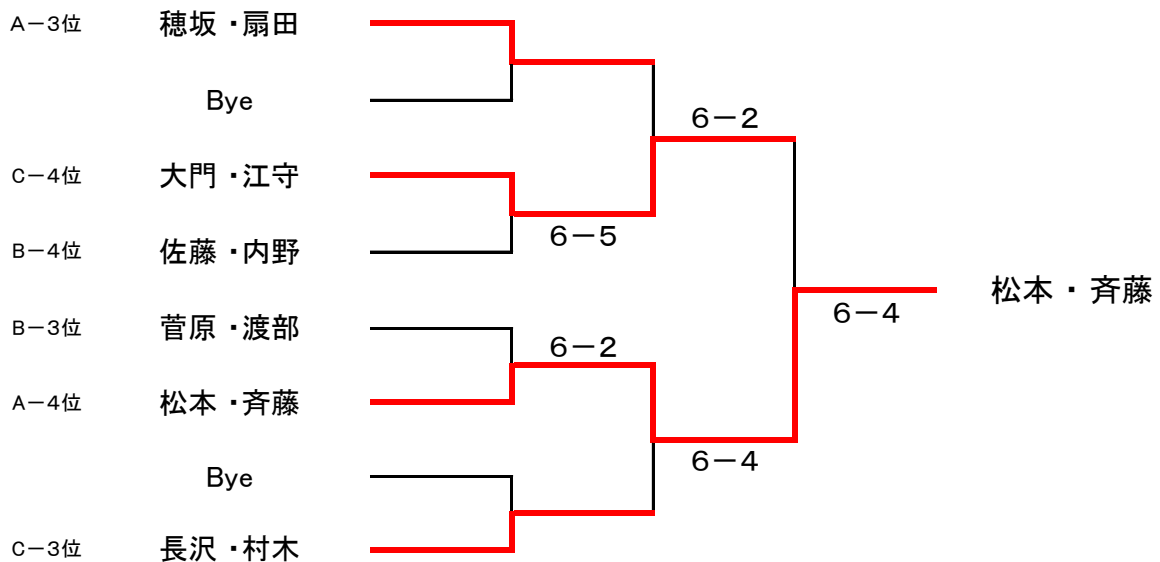 A－3位 穂坂・扇田
Bye
6－2
C－4位 大門・江守
6－5
B－4位 佐藤・内野
松本・斉藤
6－4
B－3位 菅原・渡部
6－2
A－4位 松本・斉藤
6－4
Bye
C－3位 長沢・村木